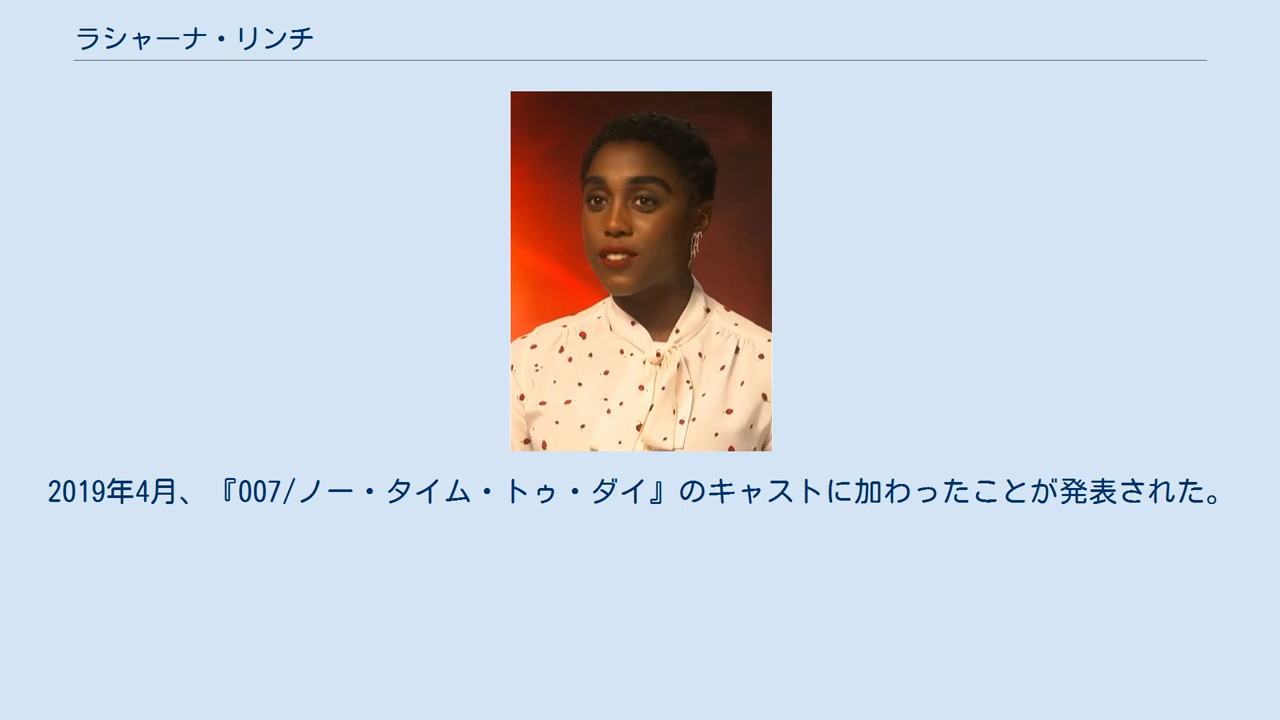 ラシャーナ・リンチ
2019年4月、『007/ノー・タイム・トゥ・ダイ』のキャストに加わったことが発表された。